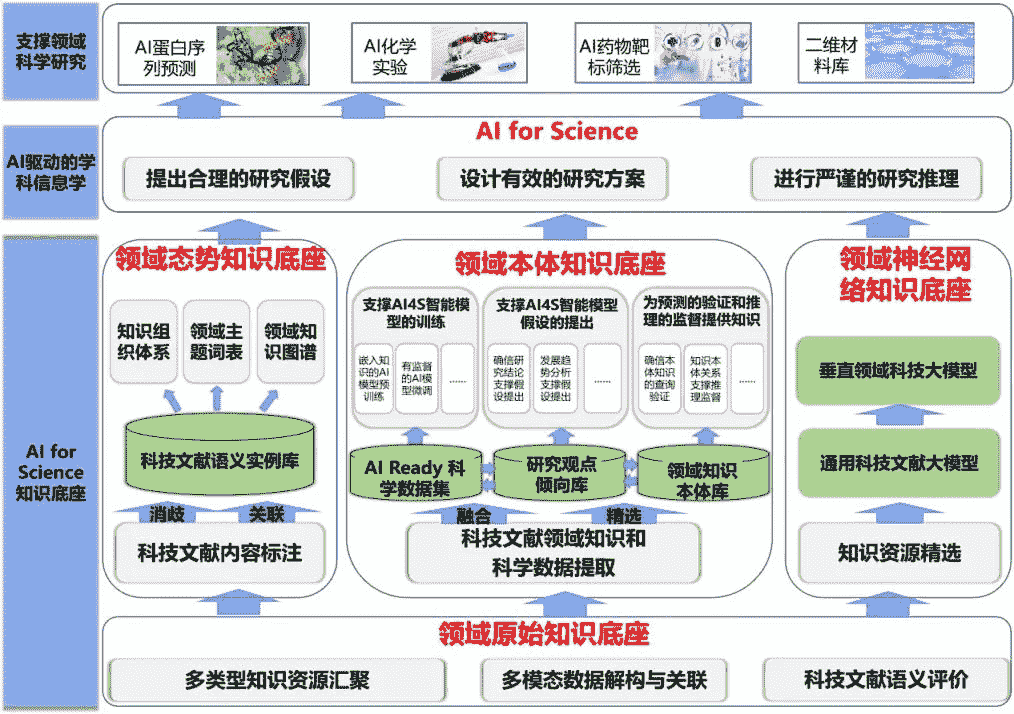 支撑领域
科学研究
AI蛋白序
列预测
AI化学
实验
AI药物靶
标筛选
二维材
料库
AI驱动的学
科信息学
AI for Science
提出合理的研究假设
设计有效的研究方案
进行严谨的研究推理
AI for
Science
知识底座
领域态势知识底座
知识组
织体系
领域主
题词表
领域知
识图谱
科技文献语义实例库
消歧
关联
科技文献内容标注
领域本体知识底座
支撑AI4S智能模
型的训练
嵌入知
识的AI
模型预
训练
有监督
的AI模
型微调
......
支撑AI4S智能模型
假设的提出
确信研
究结论
支撑假
设提出
发展趋
势分析
支撑假
设提出
......
为预测的验证和推
理的监督提供知识
确信本
体知识
的查询
验证
知识本
体关系
支撑推
理监督
......
AI Ready 科
学数据集
研究观点
倾向库
领域知识
本体库
融合
精选
科技文献领域知识和
科学数据提取
领域神经网
络知识底座
垂直领域科技大模型
通用科技文献大模型
知识资源精选
领域原始知识底座
多类型知识资源汇聚
多模态数据解构与关联
科技文献语义评价